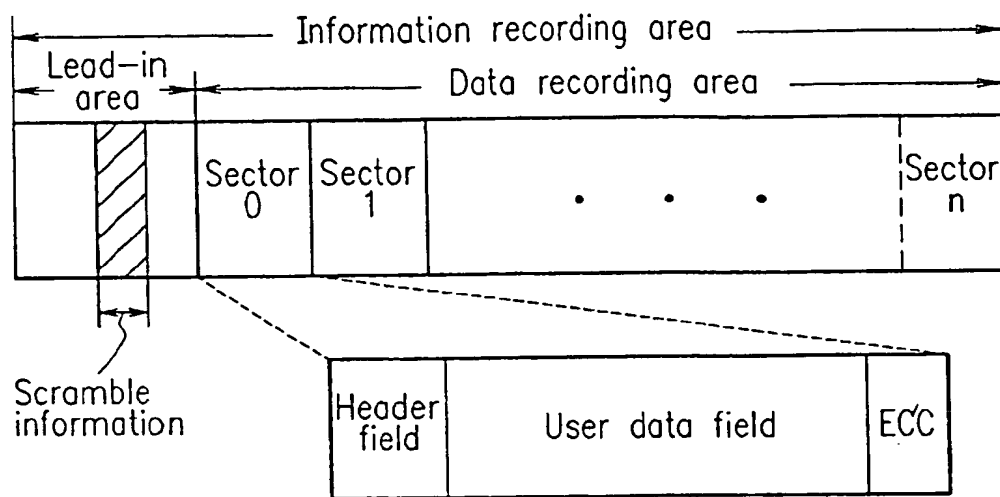 Information recording area
Lead-in
area
Data recording area
Sector
0
Sector
1
. . .
Sector
n
Scramble
information
Header
field
User data field
ECC